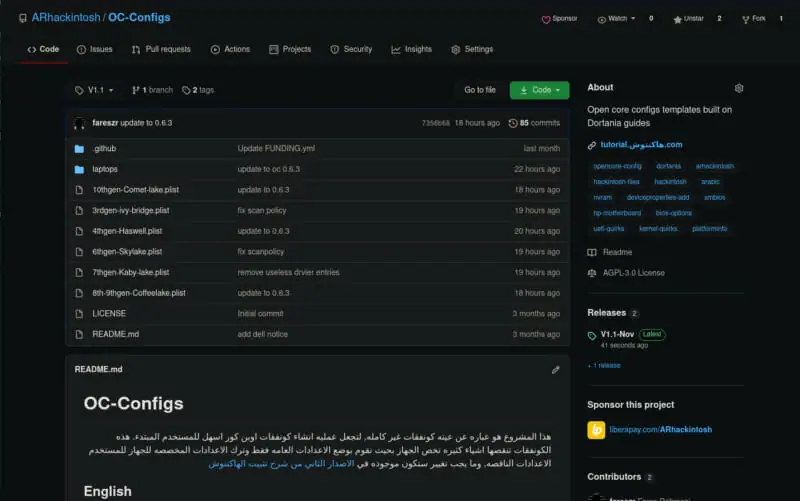 ARhackintosh / OC-Configs
Sponsor
Watch 0
Unstar 2
Fork 1
Code
Issues
Pull requests
Actions
Projects
Security
Insights
Settings
V1.1
1 branch
2 tags
Go to file
Code
fareszr update to 0.6.3
7356b68 18 hours ago
85 commits
.github Update FUNDING.yml last month
laptops update to oc 0.6.3 22 hours ago
10thgen-Comet-lake.plist update to 0.6.3 18 hours ago
3rdgen-ivy-bridge.plist fix scan policy 19 hours ago
4thgen-Haswell.plist update to 0.6.3 20 hours ago
6thgen-Skylake.plist fix scanpolicy 19 hours ago
7thgen-Kaby-lake.plist remove useless drvier entries 19 hours ago
8th-9thgen-Coffeelake.plist update to 0.6.3 18 hours ago
LICENSE Initial commit 3 months ago
README.md add dell notice 3 months ago
README.md
OC-Configs
هذا المشروع هو عباره عن عينه كونفقات غير كامله, لتجعل عمليه انشاء كونفقات اوبن كور اسهل للمستخدم المبتدء. هذه
الكونفقات تنقصها اشياء كثيره تخص الجهاز بحيث نقوم بوضع الاعدادات العامه فقط ونرك الاعدادات المخصصه للجهاز للمستخدم
الاعدادات الناقصه, وما يجب تغيير ستكون موجوده في الاصدار الثاني من شرح تثبيت الهاكنتوش
English
About
Open core configs templates built on
Dortania guides
tutorial.هاكنتوش.com
opencore-config dortania arhackintosh
hackintosh-files hackintosh arabic
nvram deviceproperties-add smbios
hp-motherboard bios-options
uefi-quirks kernel-quirks platforminfo
Readme
AGPL-3.0 License
Releases 2
V1.1-Nov Latest
41 seconds ago
+ 1 release
Sponsor this project
liberapay.com/ARhackintosh
Contributors 2